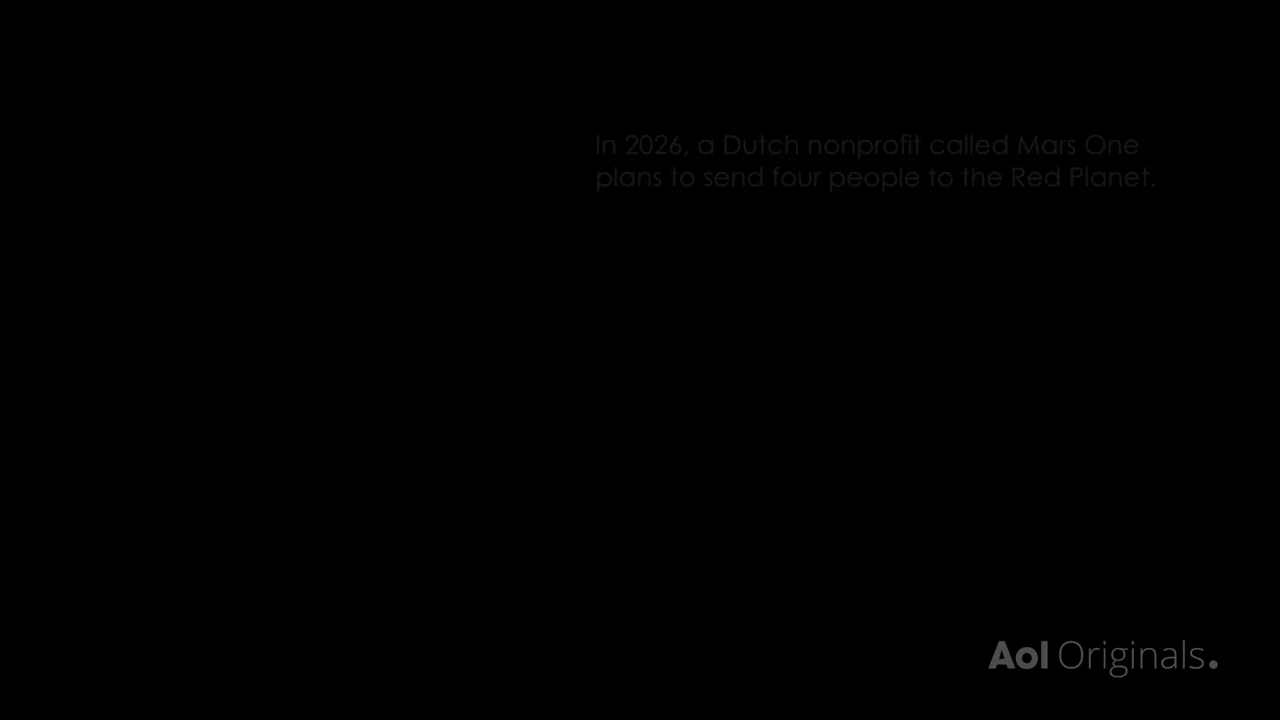 In 2026, a Dutch nonprofit called Mars One
plans to send four people to the Red Planet.
Aol Originals.